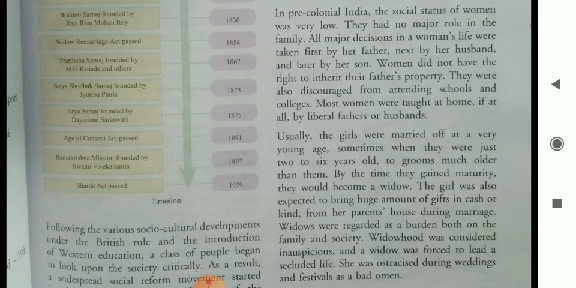 Brahmo Samaj founded by
Raja Ram Mohan Roy
1830
Widow Remarriage Act passed
1856
Prarthana Samaj founded by
M.G Ranade and others
1867
Satya Shodhak Samaj founded by
Jyotiba Phule
1873
Arya Samaj founded by
Dayanand Saraswati
1875
Age of Consent Act passed
1891
Ramakrishna Mission founded by
Swami Vivekananda
1897
Sharda Act passed
1929
Timeline
Following the various socio-cultural developments
under the British rule and the introduction
of Western education, a class of people began
to look upon the society critically. As a result,
a widespread social reform movement started
In pre-colonial India, the social status of women
was very low. They had no major role in the
family. All major decisions in a woman's life were
taken first by her father, next by her husband,
and later by her son. Women did not have the
right to inherit their father's property. They were
also discouraged from attending schools and
colleges. Most women were taught at home, if at
all, by liberal fathers or husbands.
Usually, the girls were married off at a very
young age, sometimes when they were just
two to six years old, to grooms much older
than them. By the time they gained maturity,
they would become a widow. The girl was also
expected to bring huge amount of gifts in cash or
kind, from her parents' house during marriage.
Widows were regarded as a burden both on the
family and society. Widowhood was considered
inauspicious, and a widow was forced to lead a
secluded life. She was ostracised during weddings
and festivals as a bad omen.